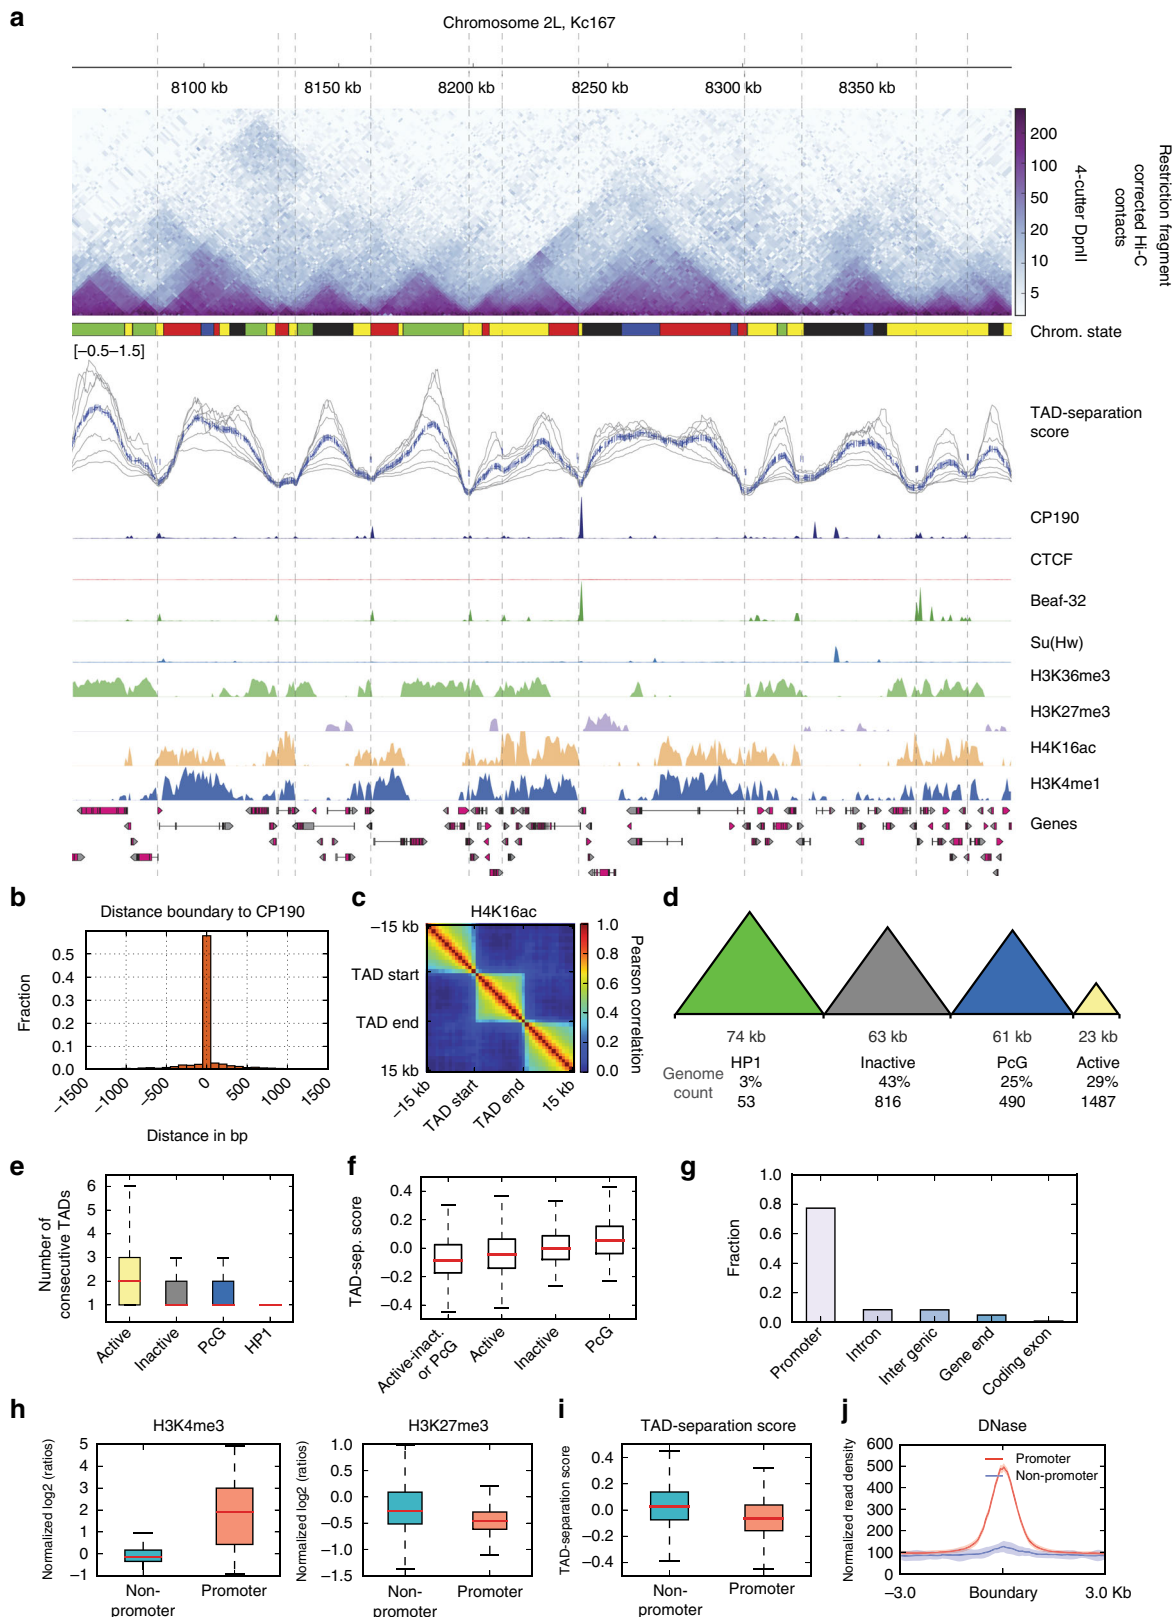 a
Chromosome 2L, Kc167
8100 kb 8150 kb 8200 kb 8250 kb 8300 kb 8350 kb
200
100
50
20
10
5
4-cutter DpnII
Restriction fragment
corrected Hi-C
contacts
Chrom. state
[–0.5–1.5]
TAD-separation
score
CP190
CTCF
Beaf-32
Su(Hw)
H3K36me3
H3K27me3
H4K16ac
H3K4me1
Genes
b
Distance boundary to CP190
Fraction
0.5
0.4
0.3
0.2
0.1
0.0
–1500 –1000 –500 0 500 1000 1500
Distance in bp
c
H4K16ac
–15 kb
TAD start
TAD end
15 kb
–15 kb TAD start TAD end 15 kb
1.0
0.8
0.6
0.4
0.2
0.0
Pearson correlation
d
74 kb 63 kb 61 kb 23 kb
HP1 Inactive PcG Active
Genome 3% 43% 25% 29%
count 53 816 490 1487
e
Number of
consecutive TADs
6
5
4
3
2
1
Active Inactive PcG HP1
f
TAD-sep. score
0.4
0.2
0.0
–0.2
–0.4
Active-inact.
or PcG
Active Inactive PcG
g
Fraction
1.0
0.8
0.6
0.4
0.2
0.0
Promoter Intron Inter genic Gene end Coding exon
h
H3K4me3
Normalized log2 (ratios)
5
4
3
2
1
0
–1
Non-
promoter
Promoter
H3K27me3
Normalized log2 (ratios)
1.0
0.5
0.0
–0.5
–1.0
–1.5
Non-
promoter
Promoter
i
TAD-separation score
TAD-separation score
0.4
0.2
0.0
–0.2
–0.4
Non-
promoter
Promoter
j
DNase
Normalized read density
600
500
400
300
200
100
0
Promoter
Non-promoter
–3.0 Boundary 3.0 Kb